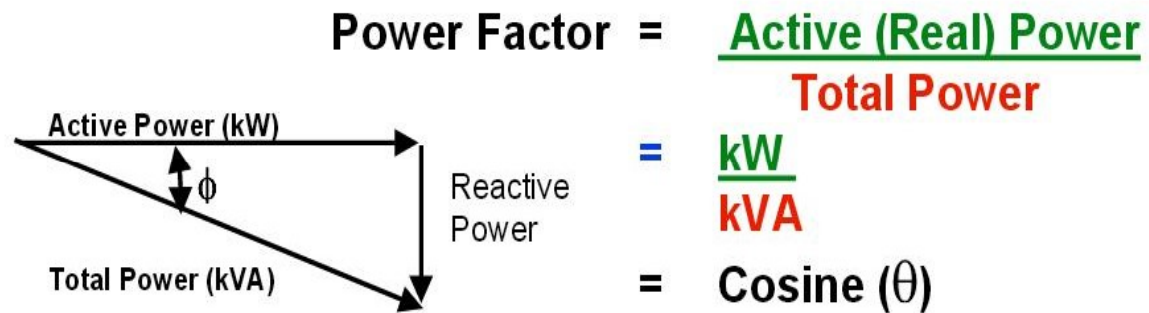 Power Factor = Active (Real) Power
Total Power
Active Power (kW)
= kW
kVA
ϕ
Reactive
Power
Total Power (kVA)
= Cosine (θ)